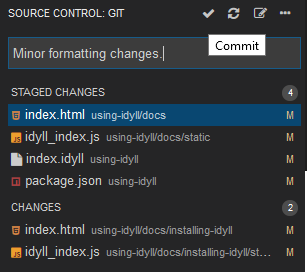 SOURCE CONTROL: GIT
Minor formatting changes.
Commit
STAGED CHANGES 4
index.html using-idyll/docs M
idyll_index.js using-idyll/docs/static M
index.idyll using-idyll M
package.json using-idyll M
CHANGES 2
index.html using-idyll/docs/installing-idyll M
idyll_index.js using-idyll/docs/installing-idyll/st... M